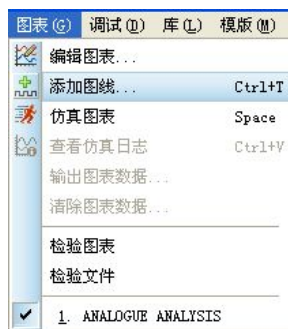 图表(G) 调试(D) 库(L) 模版(M)
编辑图表...
添加图线... Ctrl+T
仿真图表 Space
查看仿真日志 Ctrl+V
输出图表数据...
清除图表数据...
检验图表
检验文件
1. ANALOGUE ANALYSIS